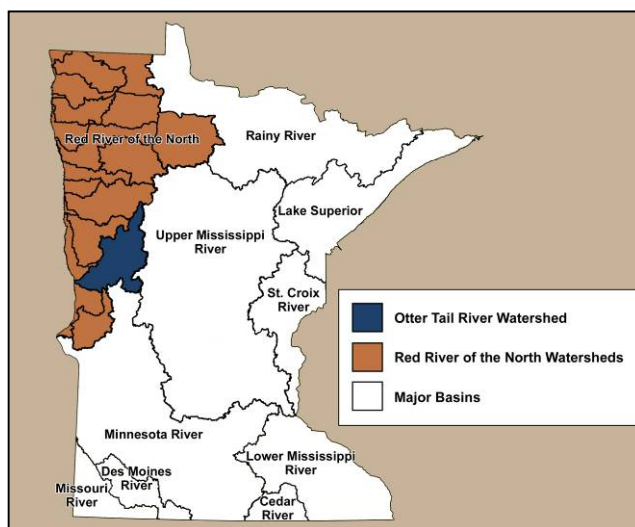 Red River of the North
Rainy River
Lake Superior
Upper Mississippi
River
St. Croix
River
Otter Tail River Watershed
Red River of the North Watersheds
Major Basins
Minnesota River
Lower Mississippi
River
Des Moines
River
Missouri
River
Cedar
River